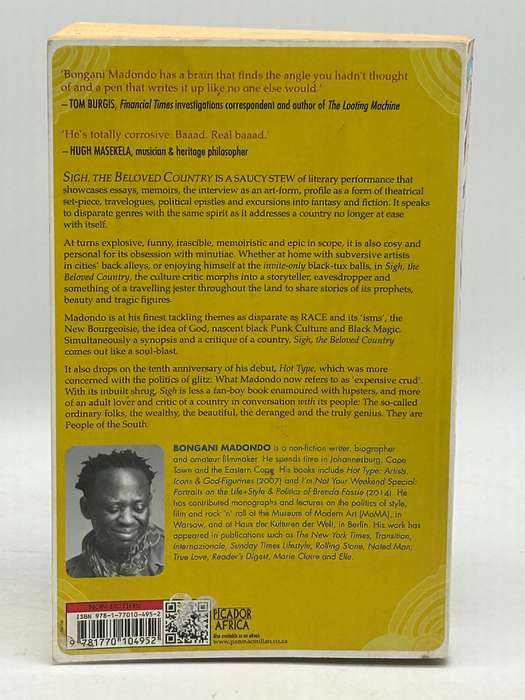 'Bongani Madondo has a brain that finds the angle you hadn't thought
of and a pen that writes it up like no one else would.'
– TOM BURGIS, Financial Times investigations correspondent and author of The Looting Machine
'He's totally corrosive. Baaad. Real baaad.'
– HUGH MASEKELA, musician & heritage philosopher
SIGH, THE BELOVED COUNTRY IS A SAUCY STEW of literary performance that
showcases essays, memoirs, the interview as an art-form, profile as a form of theatrical
set-piece, travelogues, political epistles and excursions into fantasy and fiction. It speaks
to disparate genres with the same spirit as it addresses a country no longer at ease
with itself.
At turns explosive, funny, irascible, memoiristic and epic in scope, it is also cosy and
personal for its obsession with minutiae. Whether at home with subversive artists
in cities' back alleys, or enjoying himself at the invite-only black-tux balls, in Sigh, the
Beloved Country, the culture critic morphs into a storyteller, eavesdropper and
something of a travelling jester throughout the land to share stories of its prophets,
beauty and tragic figures.
Madondo is at his finest tackling themes as disparate as RACE and its 'isms', the
New Bourgeoisie, the idea of God, nascent black Punk Culture and Black Magic.
Simultaneously a synopsis and a critique of a country, Sigh, the Beloved Country
comes out like a soul-blast.
It also drops on the tenth anniversary of his debut, Hot Type, which was more
concerned with the politics of glitz: What Madondo now refers to as 'expensive crud'.
With its inbuilt shrug, Sigh is less a fan-boy book enamoured with hipsters, and more
of an adult lover and critic of a country in conversation with its people: The so-called
ordinary folks, the wealthy, the beautiful, the deranged and the truly genius. They are
People of the South.
BONGANI MADONDO is a non-fiction writer, biographer
and amateur filmmaker. He spends time in Johannesburg, Cape
Town and the Eastern Cape. His books include Hot Type: Artists,
Icons & God-Figurines (2007) and I'm Not Your Weekend Special:
Portraits on the Life+Style & Politics of Brenda Fassie (2014). He
has contributed monographs and lectures on the politics of style,
film and rock 'n' roll at the Museum of Modern Art (MoMA), in
Warsaw, and at Haus der Kulturen der Welt, in Berlin. His work has
appeared in publications such as The New York Times, Transition,
Internazionale, Sunday Times Lifestyle, Rolling Stone, Noted Man,
True Love, Reader's Digest, Marie Claire and Elle.
NON-FICTION
ISBN 978-1-77010-495-2
9 781770 104952
PICADOR
AFRICA
Also available as an ebook
www.panmacmillan.co.za